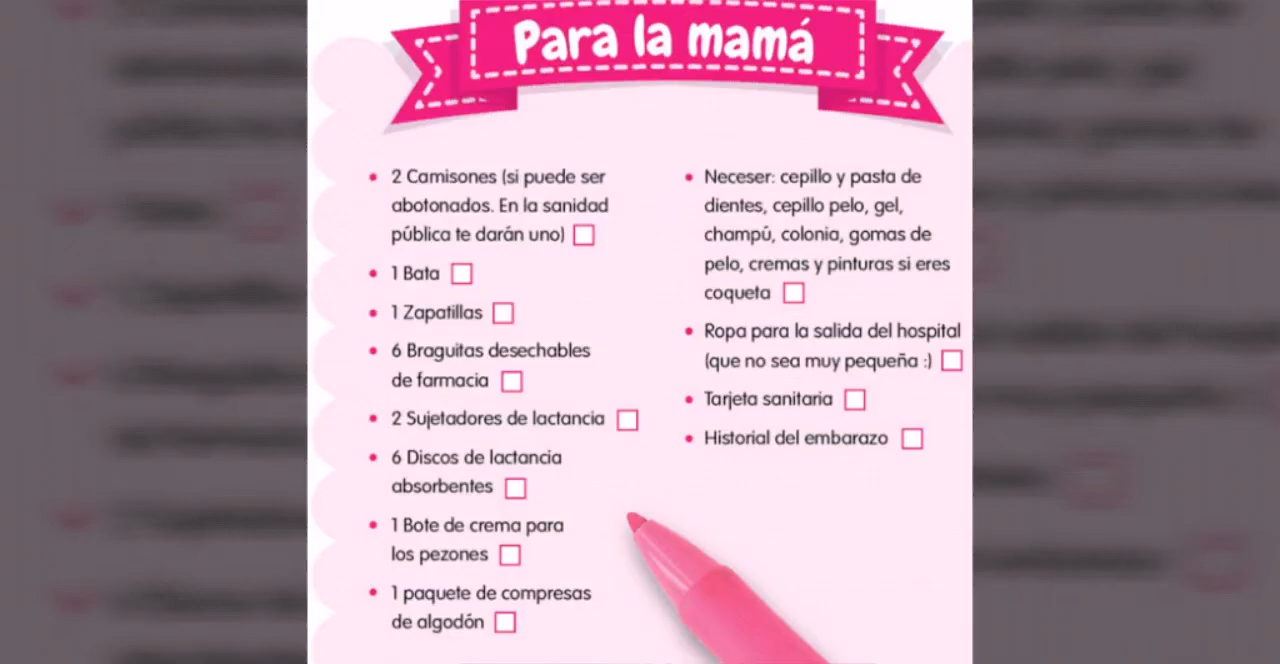 Para la mamá
• 2 Camisones (si puede ser
abotonados. En la sanidad
pública te darán uno)
• 1 Bata
• 1 Zapatillas
• 6 Braguitas desechables
de farmacia
• 2 Sujetadores de lactancia
• 6 Discos de lactancia
absorbentes
• 1 Bote de crema para
los pezones
• 1 paquete de compresas
de algodón
• Neceser: cepillo y pasta de
dientes, cepillo pelo, gel,
champú, colonia, gomas de
pelo, cremas y pinturas si eres
coqueta
• Ropa para la salida del hospital
(que no sea muy pequeña :)
• Tarjeta sanitaria
• Historial del embarazo